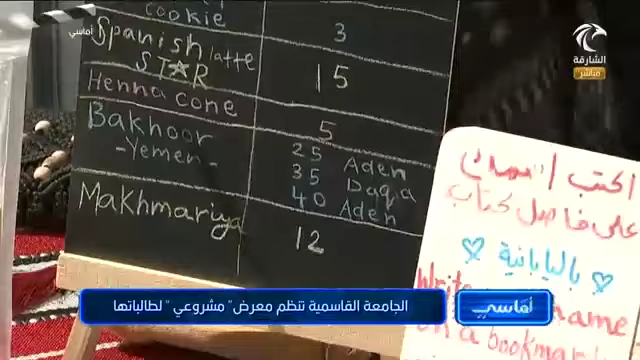 أماسي
الشارقة
مباشر
cookie 3
Spanish latte
STAR 15
Henna cone 5
Bakhoor
-Yemen-
25 Aden
35 Daqa
40 Aden
Makhmariya 12
اكتب اسمك
على فاصل كتاب
باليابانية
Write
name
on a bookmark
الجامعة القاسمية تنظم معرض "مشروعي" لطالباتها
أماسي